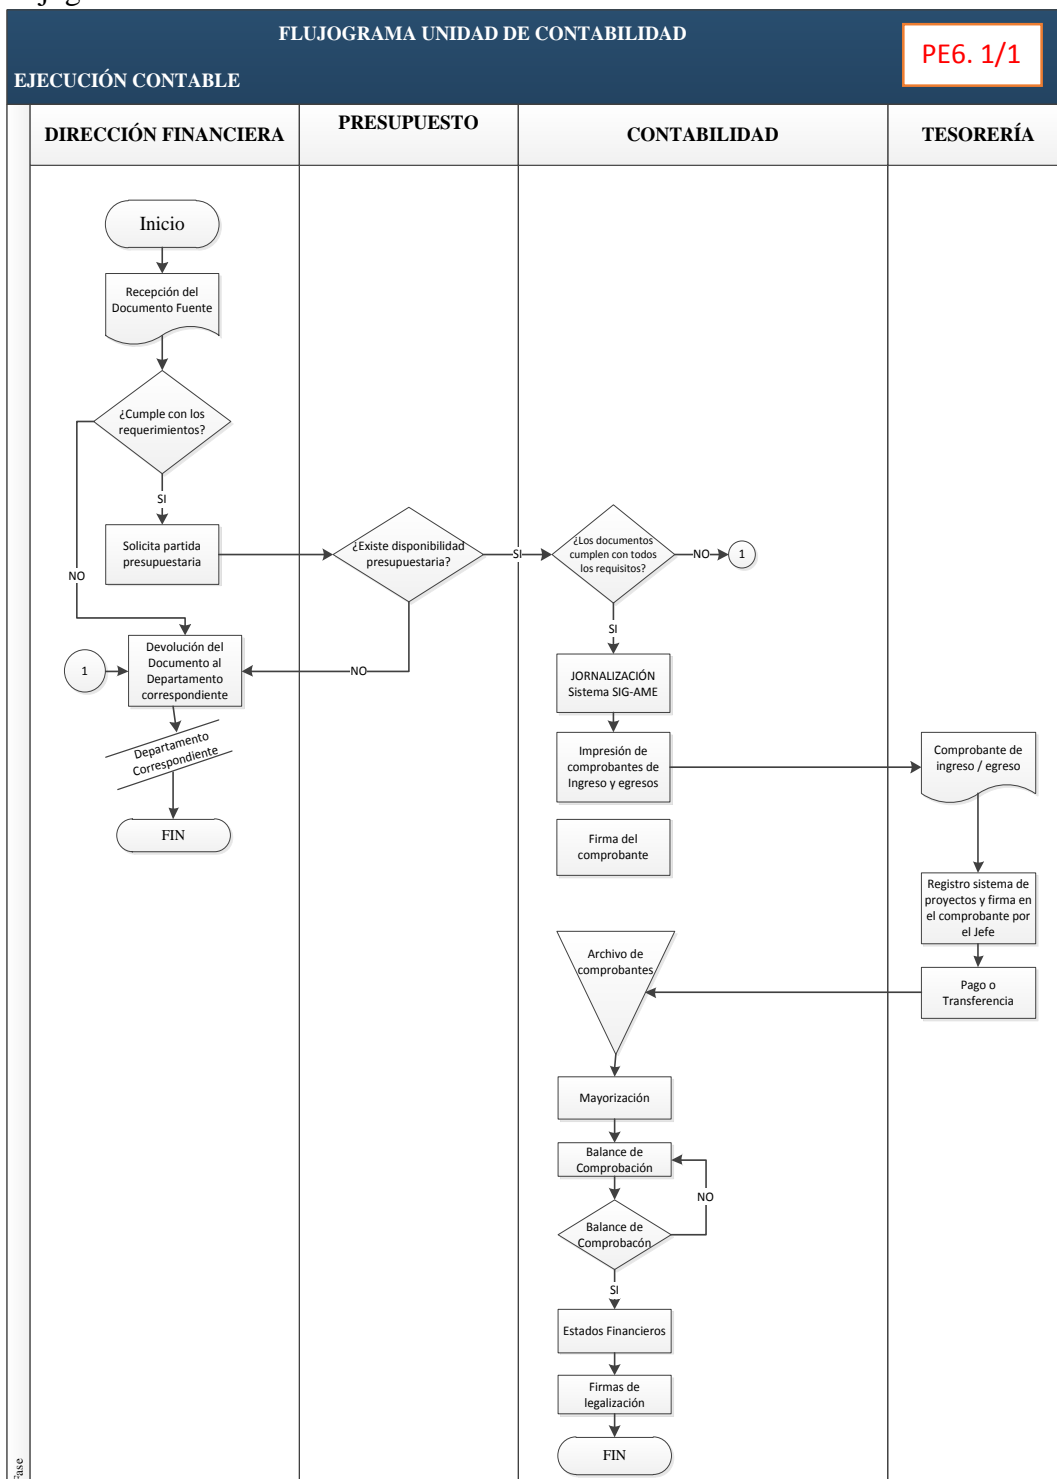 FLUJOGRAMA UNIDAD DE CONTABILIDAD
PE6. 1/1
EJECUCIÓN CONTABLE
DIRECCIÓN FINANCIERA
PRESUPUESTO
CONTABILIDAD
TESORERÍA
Inicio
Recepción del
Documento Fuente
¿Cumple con los
requerimientos?
SI
NO
Solicita partida
presupuestaria
¿Existe disponibilidad
presupuestaria?
SI
NO
¿Los documentos
cumplen con todos
los requisitos?
NO
1
SI
1
Devolución del
Documento al
Departamento
correspondiente
Departamento
Correspondiente
FIN
JORNALIZACIÓN
Sistema SIG-AME
Impresión de
comprobantes de
Ingreso y egresos
Firma del
comprobante
Comprobante de
ingreso / egreso
Registro sistema de
proyectos y firma en
el comprobante por
el Jefe
Pago o
Transferencia
Archivo de
comprobantes
Mayorización
Balance de
Comprobación
NO
Balance de
Comprobacón
SI
Estados Financieros
Firmas de
legalización
FIN
Fase